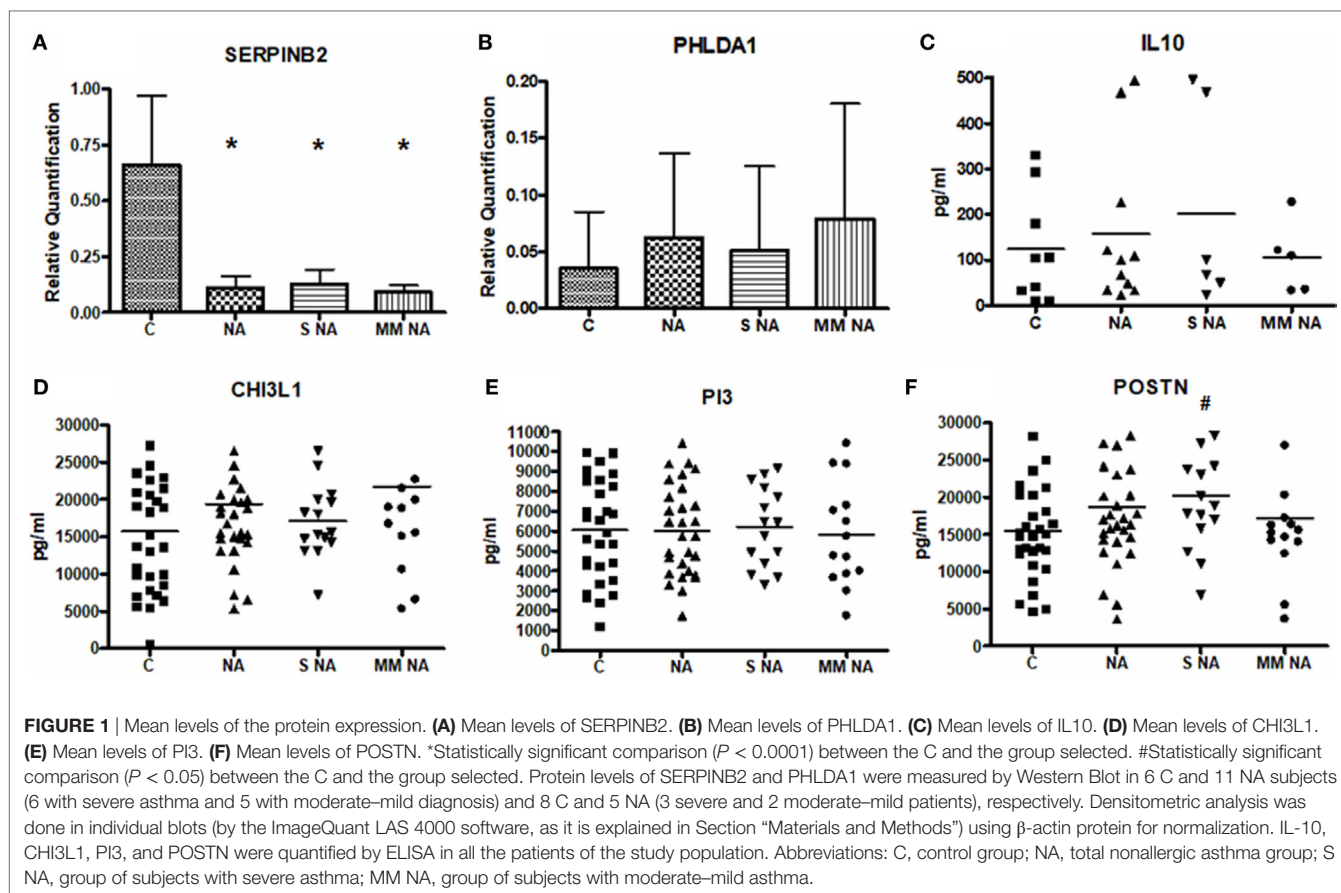 A
SERPINB2
Relative Quantification
1.00
0.75
0.50
0.25
0.00
*
*
*
C
NA
S NA
MM NA
B
PHLDA1
Relative Quantification
0.20
0.15
0.10
0.05
0.00
C
NA
S NA
MM NA
C
IL10
pg/ml
500
400
300
200
100
0
C
NA
S NA
MM NA
D
CHI3L1
pg/ml
30000
25000
20000
15000
10000
5000
0
C
NA
S NA
MM NA
E
PI3
pg/ml
11000
10000
9000
8000
7000
6000
5000
4000
3000
2000
1000
0
C
NA
S NA
MM NA
F
POSTN
#
pg/ml
30000
25000
20000
15000
10000
5000
0
C
NA
S NA
MM NA
FIGURE 1 | Mean levels of the protein expression. (A) Mean levels of SERPINB2. (B) Mean levels of PHLDA1. (C) Mean levels of IL10. (D) Mean levels of CHI3L1.
(E) Mean levels of PI3. (F) Mean levels of POSTN. *Statistically significant comparison (P < 0.0001) between the C and the group selected. #Statistically significant
comparison (P < 0.05) between the C and the group selected. Protein levels of SERPINB2 and PHLDA1 were measured by Western Blot in 6 C and 11 NA subjects
(6 with severe asthma and 5 with moderate–mild diagnosis) and 8 C and 5 NA (3 severe and 2 moderate–mild patients), respectively. Densitometric analysis was
done in individual blots (by the ImageQuant LAS 4000 software, as it is explained in Section “Materials and Methods”) using β-actin protein for normalization. IL-10,
CHI3L1, PI3, and POSTN were quantified by ELISA in all the patients of the study population. Abbreviations: C, control group; NA, total nonallergic asthma group; S
NA, group of subjects with severe asthma; MM NA, group of subjects with moderate–mild asthma.